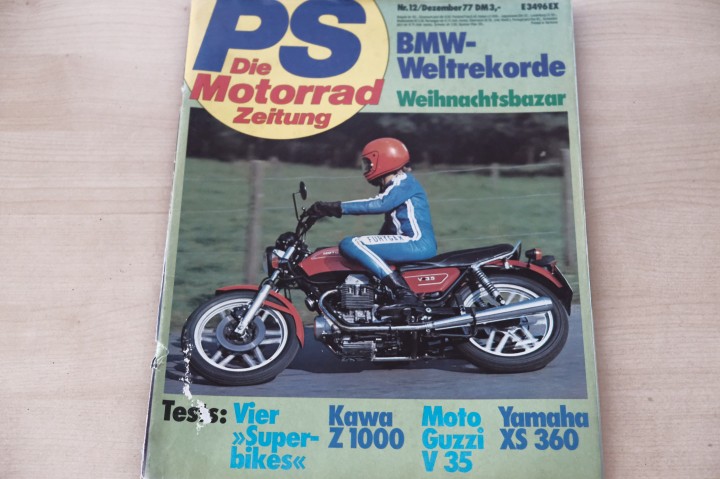 Nr.12/Dezember 77 DM 3,-
E 3496 EX
PS
Die
Motorrad
Zeitung
BMW-
Weltrekorde
Weihnachtsbazar
V 35
Tests:
Vier
»Super-
bikes«
Kawa
Z 1000
Moto
Guzzi
V 35
Yamaha
XS 360